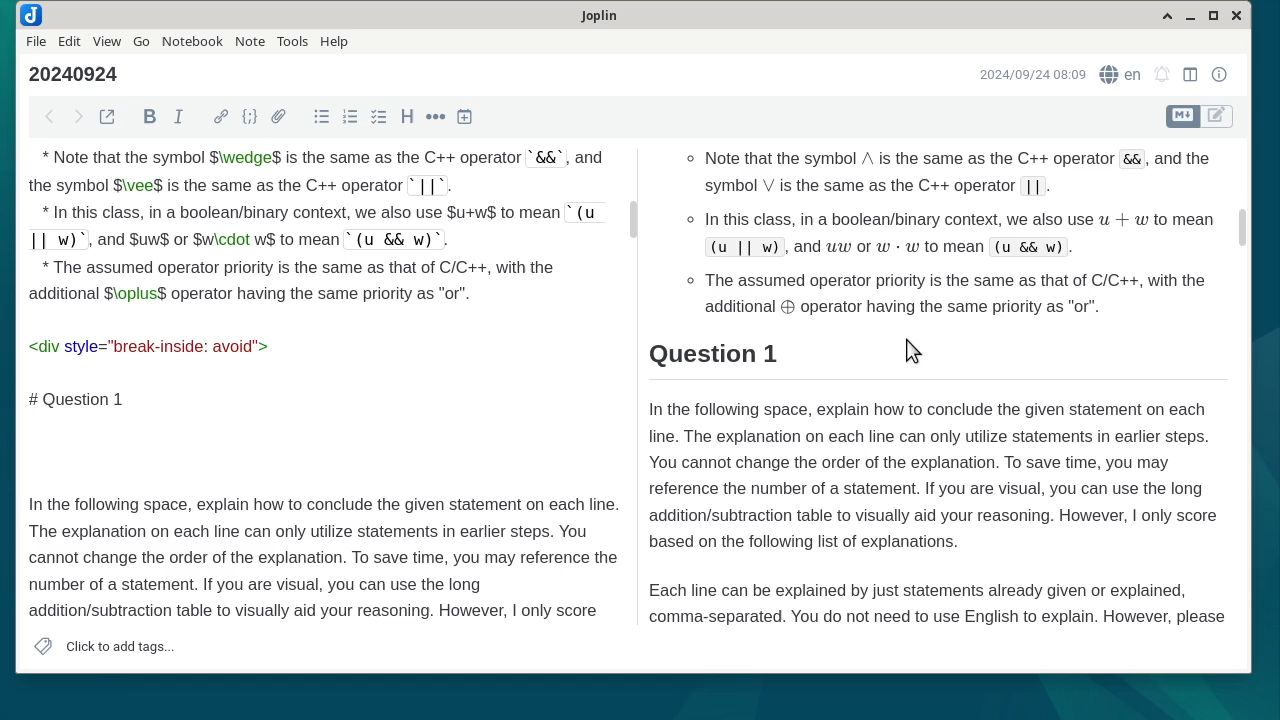 Joplin
File Edit View Go Notebook Note Tools Help
20240924
2024/09/24 08:09 en
* Note that the symbol $\wedge$ is the same as the C++ operator `&&`, and
the symbol $\vee$ is the same as the C++ operator `||`.
* In this class, in a boolean/binary context, we also use $u+w$ to mean `(u
|| w)`, and $uw$ or $w\cdot w$ to mean `(u && w)`.
* The assumed operator priority is the same as that of C/C++, with the
additional $\oplus$ operator having the same priority as "or".
<div style="break-inside: avoid">
# Question 1
In the following space, explain how to conclude the given statement on each line.
The explanation on each line can only utilize statements in earlier steps. You
cannot change the order of the explanation. To save time, you may reference the
number of a statement. If you are visual, you can use the long
addition/subtraction table to visually aid your reasoning. However, I only score
Note that the symbol ∧ is the same as the C++ operator &&, and the
symbol ∨ is the same as the C++ operator ||.
In this class, in a boolean/binary context, we also use u + w to mean
(u || w), and uw or w · w to mean (u && w).
The assumed operator priority is the same as that of C/C++, with the
additional ⊕ operator having the same priority as "or".
Question 1
In the following space, explain how to conclude the given statement on each
line. The explanation on each line can only utilize statements in earlier steps.
You cannot change the order of the explanation. To save time, you may
reference the number of a statement. If you are visual, you can use the long
addition/subtraction table to visually aid your reasoning. However, I only score
based on the following list of explanations.
Each line can be explained by just statements already given or explained,
comma-separated. You do not need to use English to explain. However, please
Click to add tags...